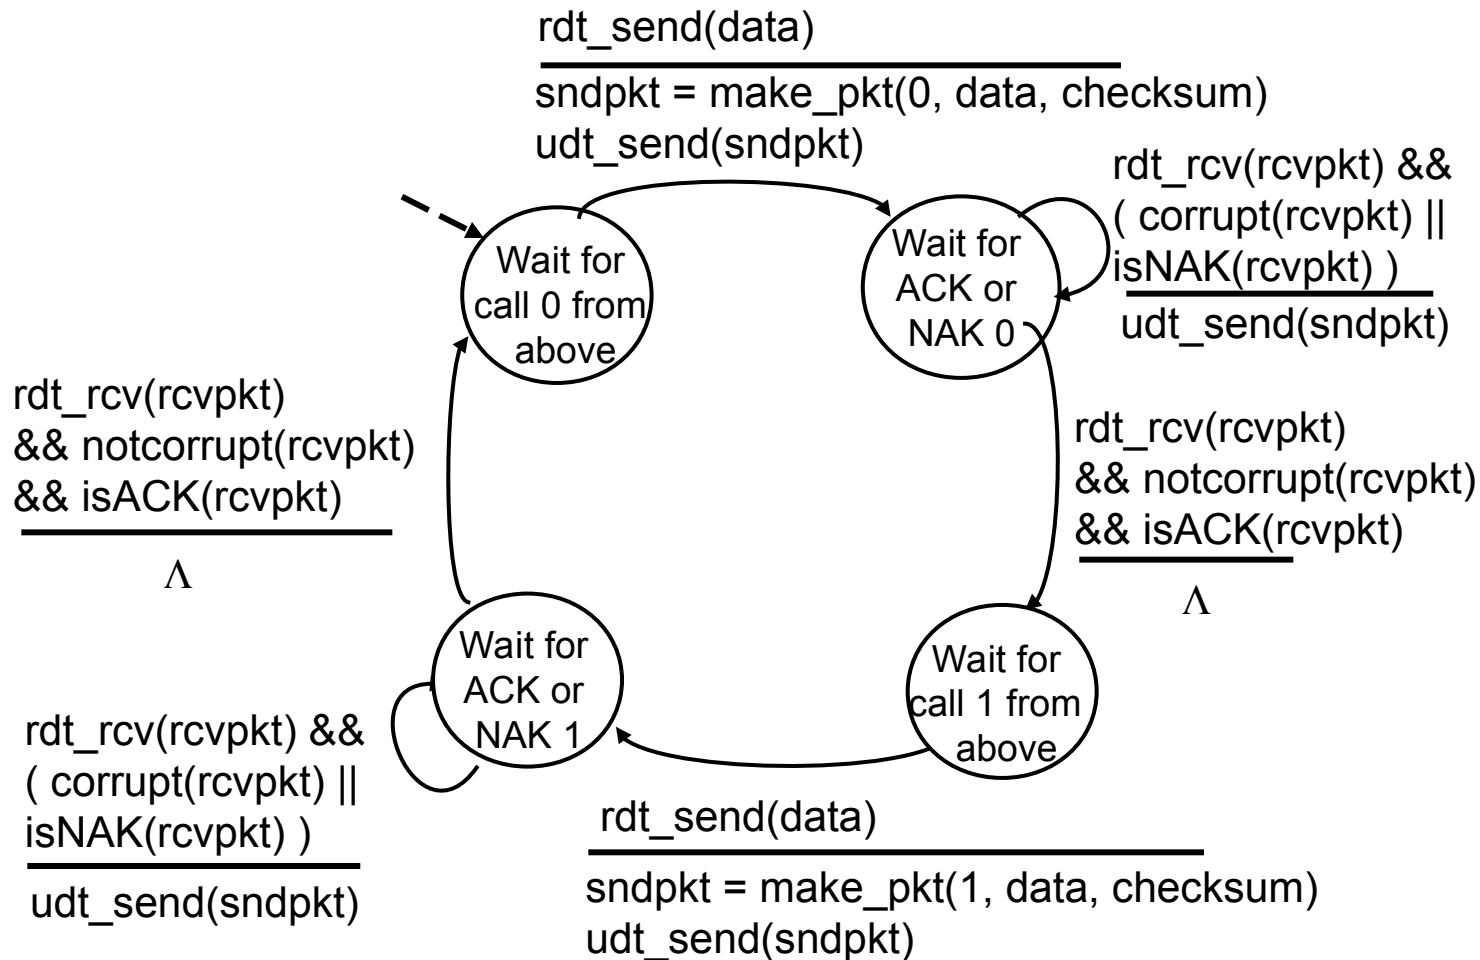 rdt_send(data)
sndpkt = make_pkt(0, data, checksum)
udt_send(sndpkt)
rdt_rcv(rcvpkt) &&
( corrupt(rcvpkt) ||
isNAK(rcvpkt) )
udt_send(sndpkt)
Wait for
call 0 from
above
Wait for
ACK or
NAK 0
rdt_rcv(rcvpkt)
&& notcorrupt(rcvpkt)
&& isACK(rcvpkt)
Λ
rdt_rcv(rcvpkt)
&& notcorrupt(rcvpkt)
&& isACK(rcvpkt)
Λ
Wait for
ACK or
NAK 1
Wait for
call 1 from
above
rdt_rcv(rcvpkt) &&
( corrupt(rcvpkt) ||
isNAK(rcvpkt) )
udt_send(sndpkt)
rdt_send(data)
sndpkt = make_pkt(1, data, checksum)
udt_send(sndpkt)